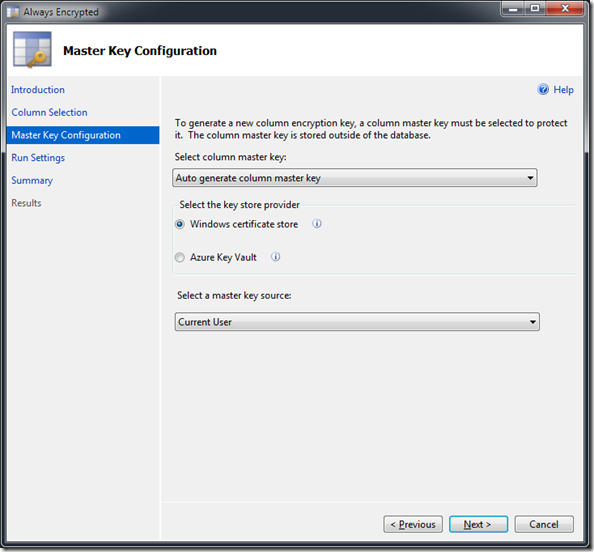 Always Encrypted
Master Key Configuration
Introduction
Column Selection
Master Key Configuration
Run Settings
Summary
Results
Help
To generate a new column encryption key, a column master key must be selected to protect
it. The column master key is stored outside of the database.
Select column master key:
Auto generate column master key
Select the key store provider
Windows certificate store
Azure Key Vault
Select a master key source:
Current User
< Previous
Next >
Cancel